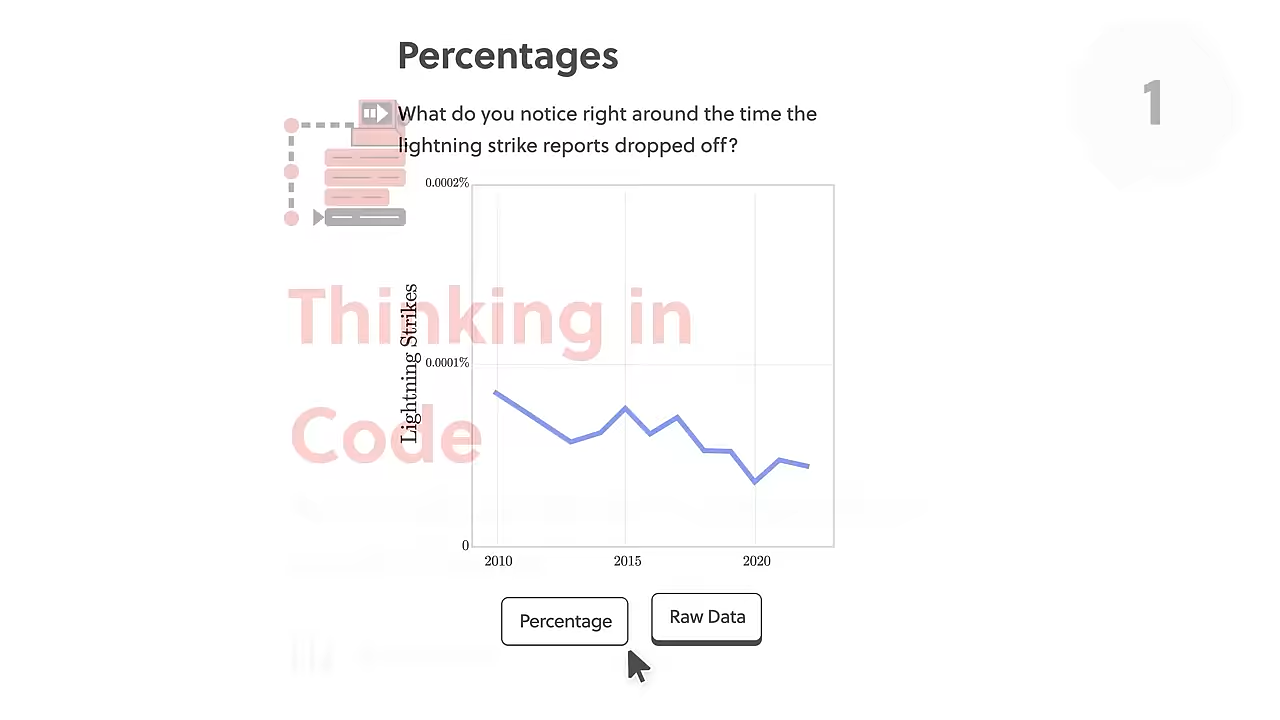 Percentages
1
What do you notice right around the time the
lightning strike reports dropped off?
0.0002%
Thinking in
Lightning Strikes
0.0001%
Code
0
2010
2015
2020
Percentage
Raw Data